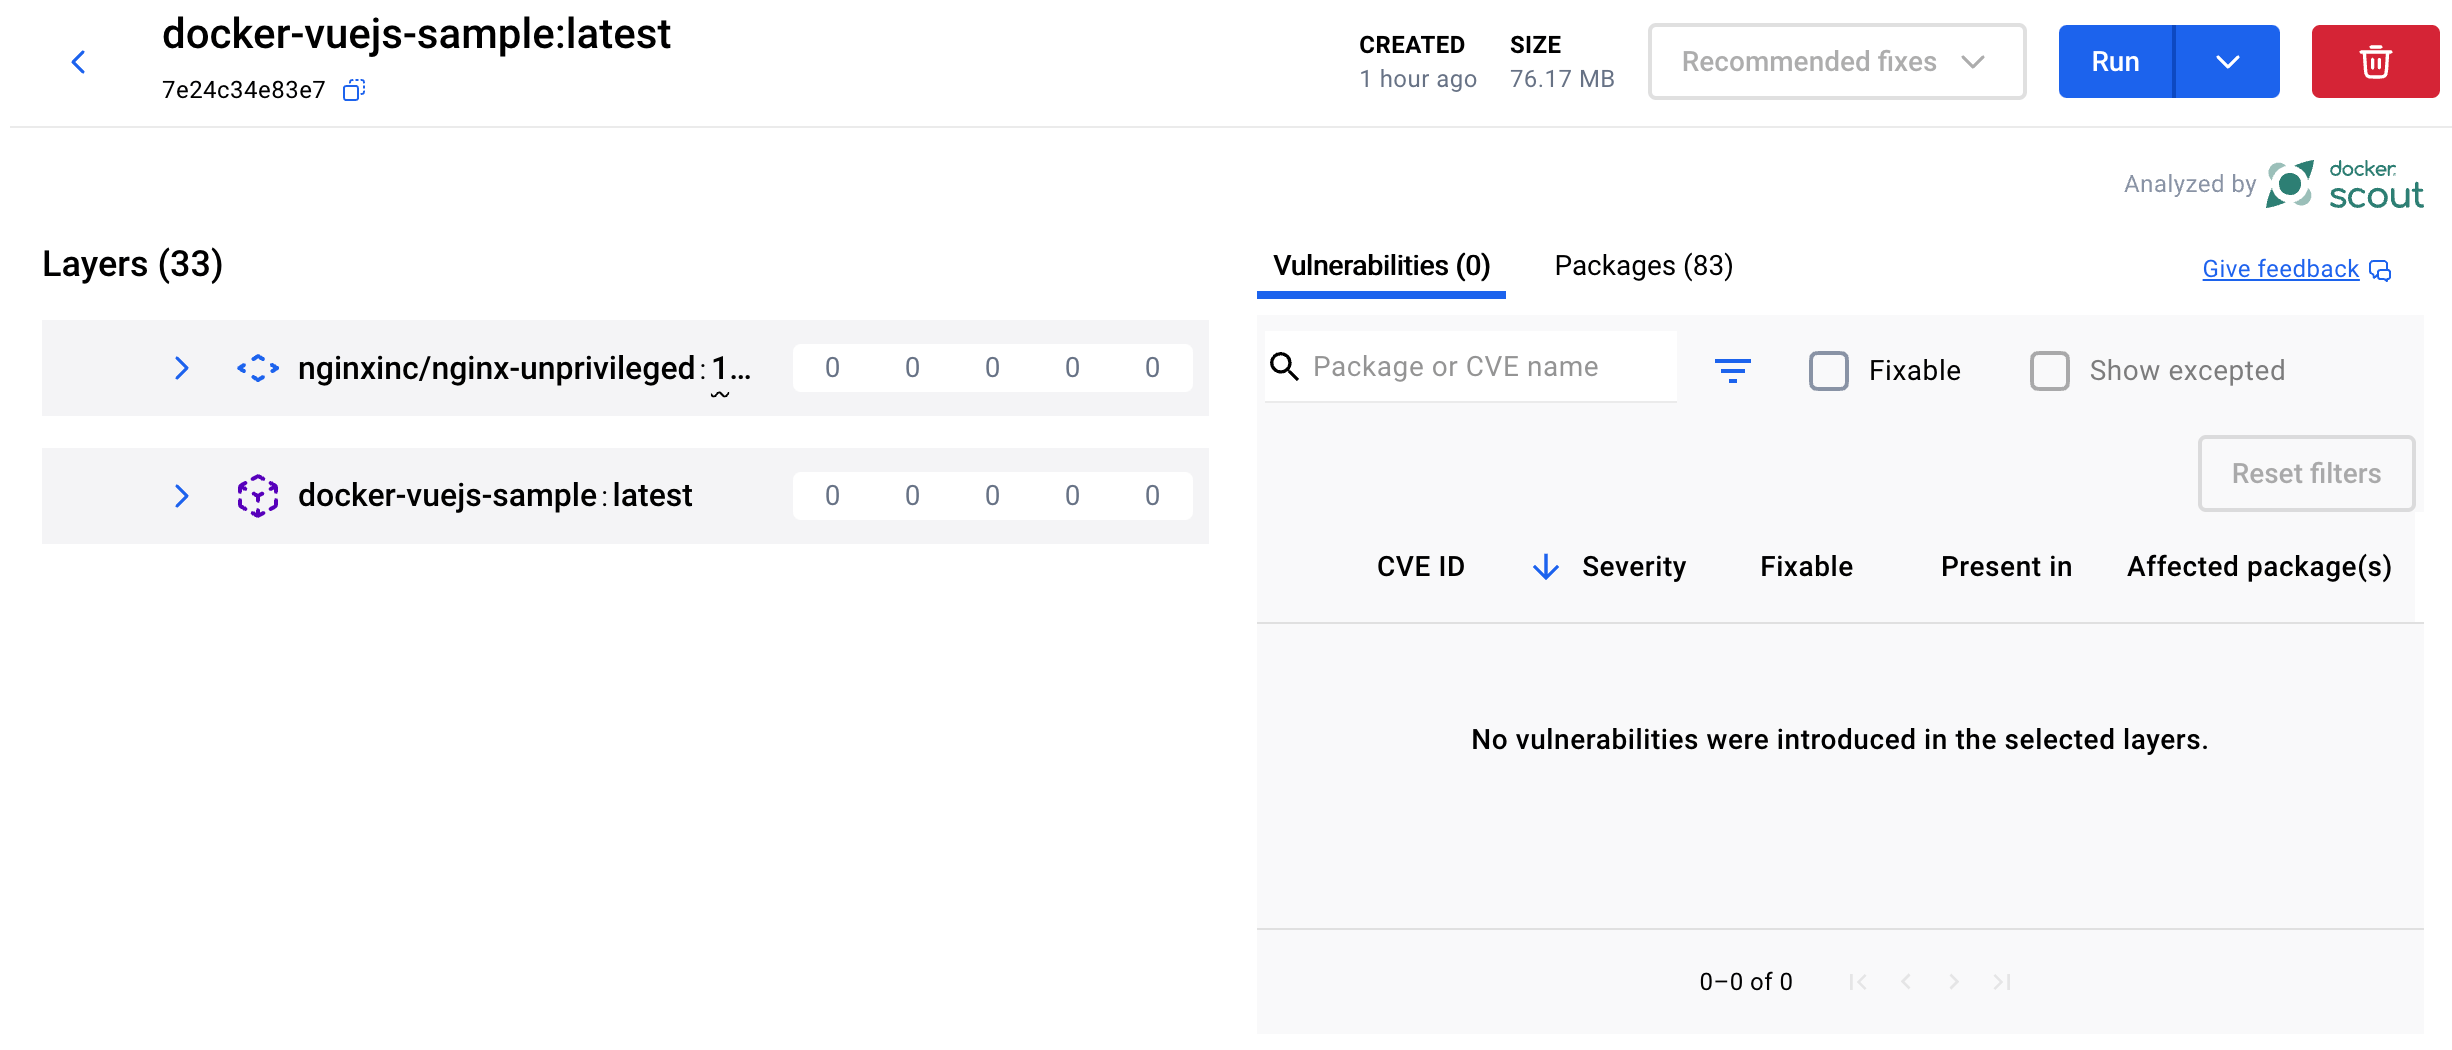 docker-vuejs-sample:latest
7e24c34e83e7
CREATED
1 hour ago
SIZE
76.17 MB
Recommended fixes
Run
Analyzed by docker scout
Layers (33)
Vulnerabilities (0)
Packages (83)
Give feedback
nginxinc/nginx-unprivileged:1...
0 0 0 0 0
docker-vuejs-sample:latest
0 0 0 0 0
Package or CVE name
Fixable
Show excepted
Reset filters
CVE ID
Severity
Fixable
Present in
Affected package(s)
No vulnerabilities were introduced in the selected layers.
0–0 of 0